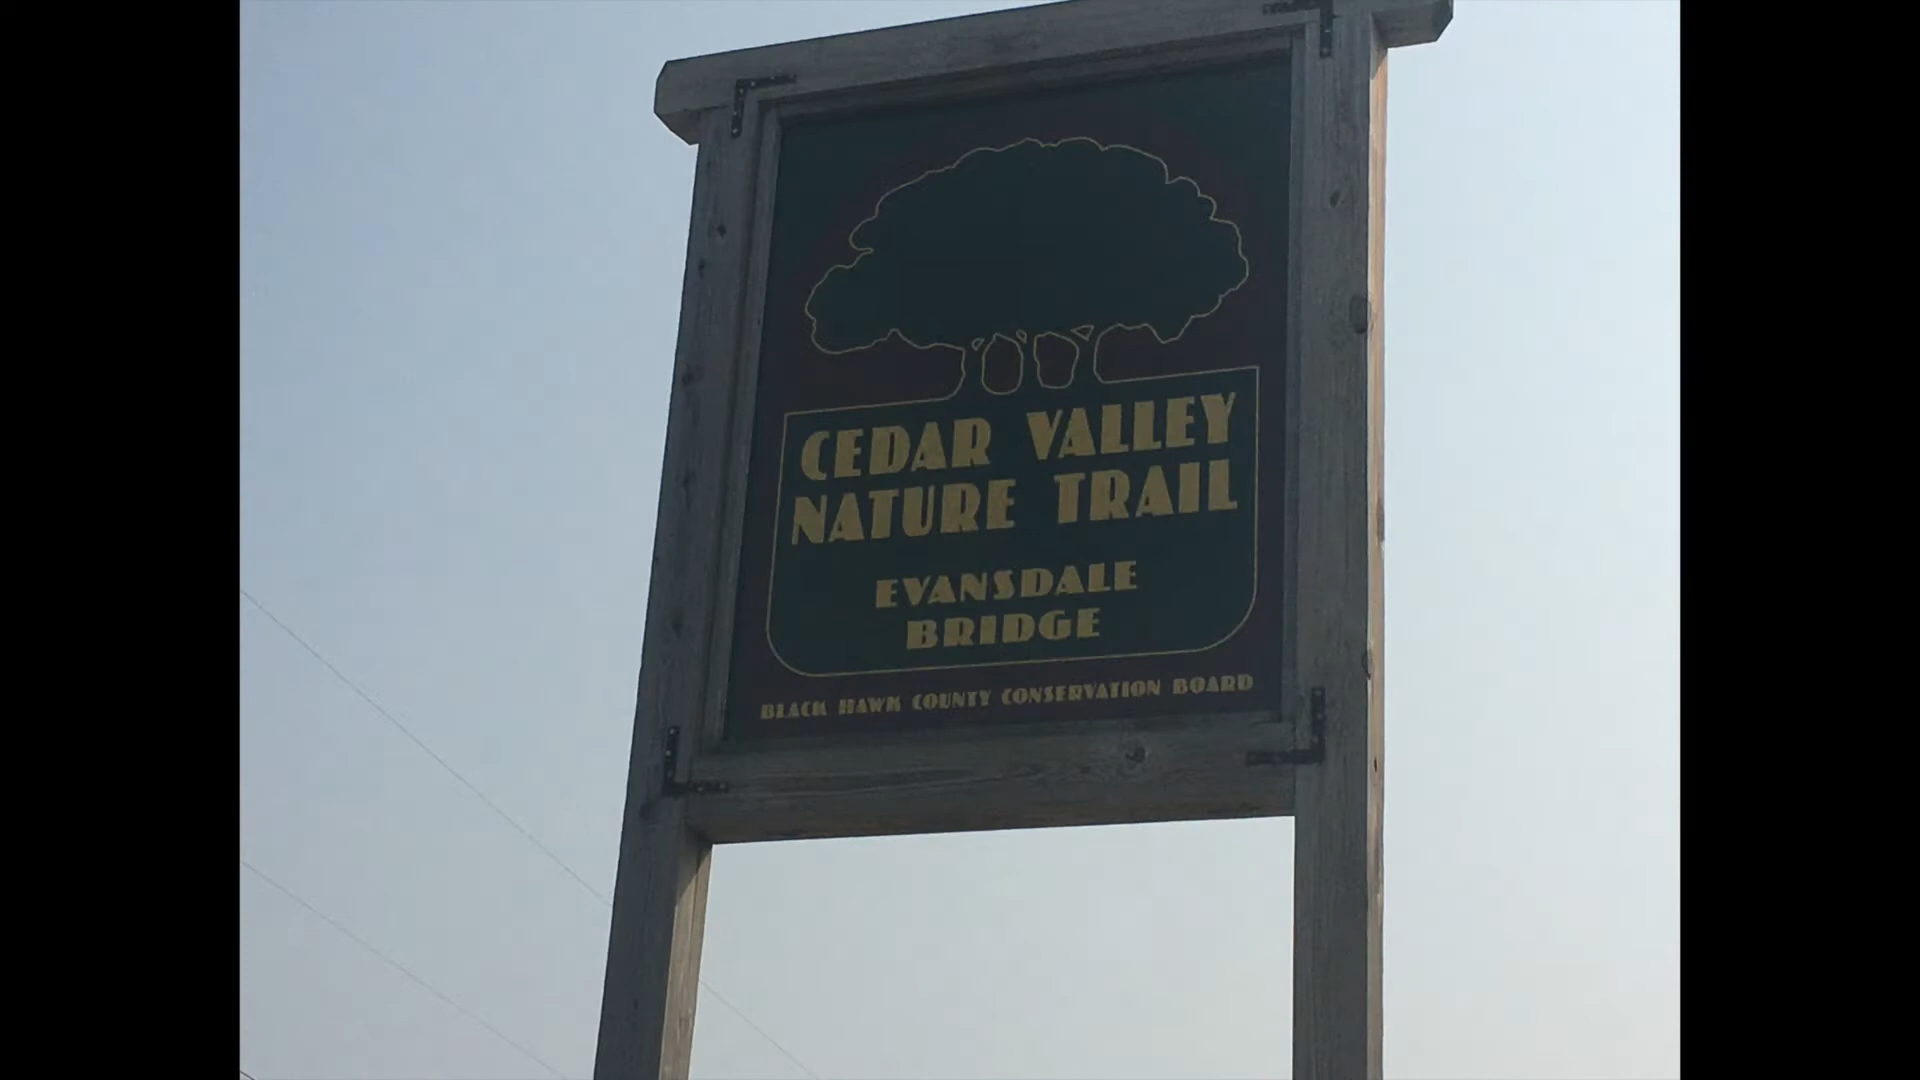 CEDAR VALLEY
NATURE TRAIL
EVANSDALE
BRIDGE
BLACK HAWK COUNTY CONSERVATION BOARD